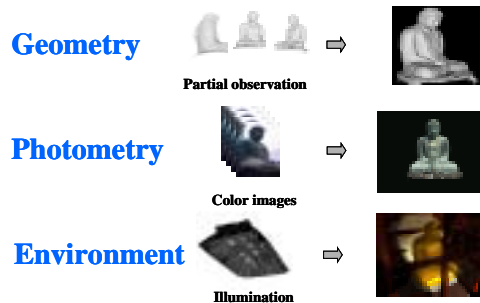 Geometry
Partial observation
Photometry
Color images
Environment
Illumination